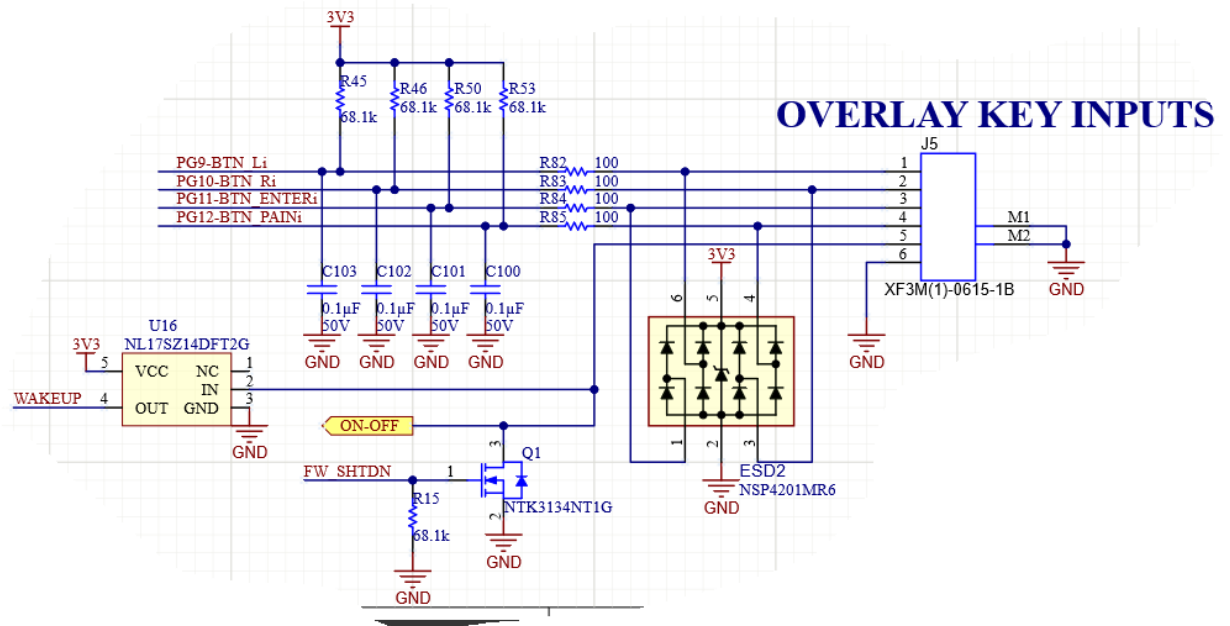 3V3
R45
68.1k
R46
68.1k
R50
68.1k
R53
68.1k
OVERLAY KEY INPUTS
J5
PG9-BTN_Li
PG10-BTN_Ri
PG11-BTN_ENTERi
PG12-BTN_PAINi
R82 100
R83 100
R84 100
R85 100
1
2
3
4
5
6
M1
M2
XF3M(1)-0615-1B
GND
GND
C103
0.1µF
50V
GND
C102
0.1µF
50V
GND
C101
0.1µF
50V
GND
C100
0.1µF
50V
GND
3V3
6
5
4
1
2
3
ESD2
NSP4201MR6
GND
U16
NL17SZ14DFT2G
3V3
5 VCC NC 1
IN 2
WAKEUP 4 OUT GND 3
GND
ON-OFF
3
Q1
FW_SHTDN 1
NTK3134NT1G
2
GND
R15
68.1k
GND